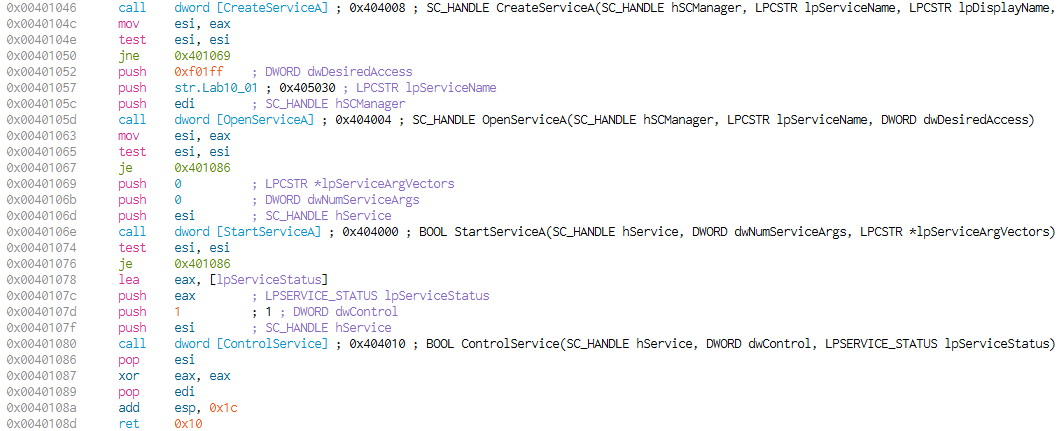 0x00401046 call dword [CreateServiceA] ; 0x404008 ; SC_HANDLE CreateServiceA(SC_HANDLE hSCManager, LPCSTR lpServiceName, LPCSTR lpDisplayName,
0x0040104c mov esi, eax
0x0040104e test esi, esi
0x00401050 jne 0x401069
0x00401052 push 0xf01ff ; DWORD dwDesiredAccess
0x00401057 push str.Lab10_01 ; 0x405030 ; LPCSTR lpServiceName
0x0040105c push edi ; SC_HANDLE hSCManager
0x0040105d call dword [OpenServiceA] ; 0x404004 ; SC_HANDLE OpenServiceA(SC_HANDLE hSCManager, LPCSTR lpServiceName, DWORD dwDesiredAccess)
0x00401063 mov esi, eax
0x00401065 test esi, esi
0x00401067 je 0x401086
0x00401069 push 0 ; LPCSTR *lpServiceArgVectors
0x0040106b push 0 ; DWORD dwNumServiceArgs
0x0040106d push esi ; SC_HANDLE hService
0x0040106e call dword [StartServiceA] ; 0x404000 ; BOOL StartServiceA(SC_HANDLE hService, DWORD dwNumServiceArgs, LPCSTR *lpServiceArgVectors)
0x00401074 test esi, esi
0x00401076 je 0x401086
0x00401078 lea eax, [lpServiceStatus]
0x0040107c push eax ; LPSERVICE_STATUS lpServiceStatus
0x0040107d push 1 ; 1 ; DWORD dwControl
0x0040107f push esi ; SC_HANDLE hService
0x00401080 call dword [ControlService] ; 0x404010 ; BOOL ControlService(SC_HANDLE hService, DWORD dwControl, LPSERVICE_STATUS lpServiceStatus)
0x00401086 pop esi
0x00401087 xor eax, eax
0x00401089 pop edi
0x0040108a add esp, 0x1c
0x0040108d ret 0x10